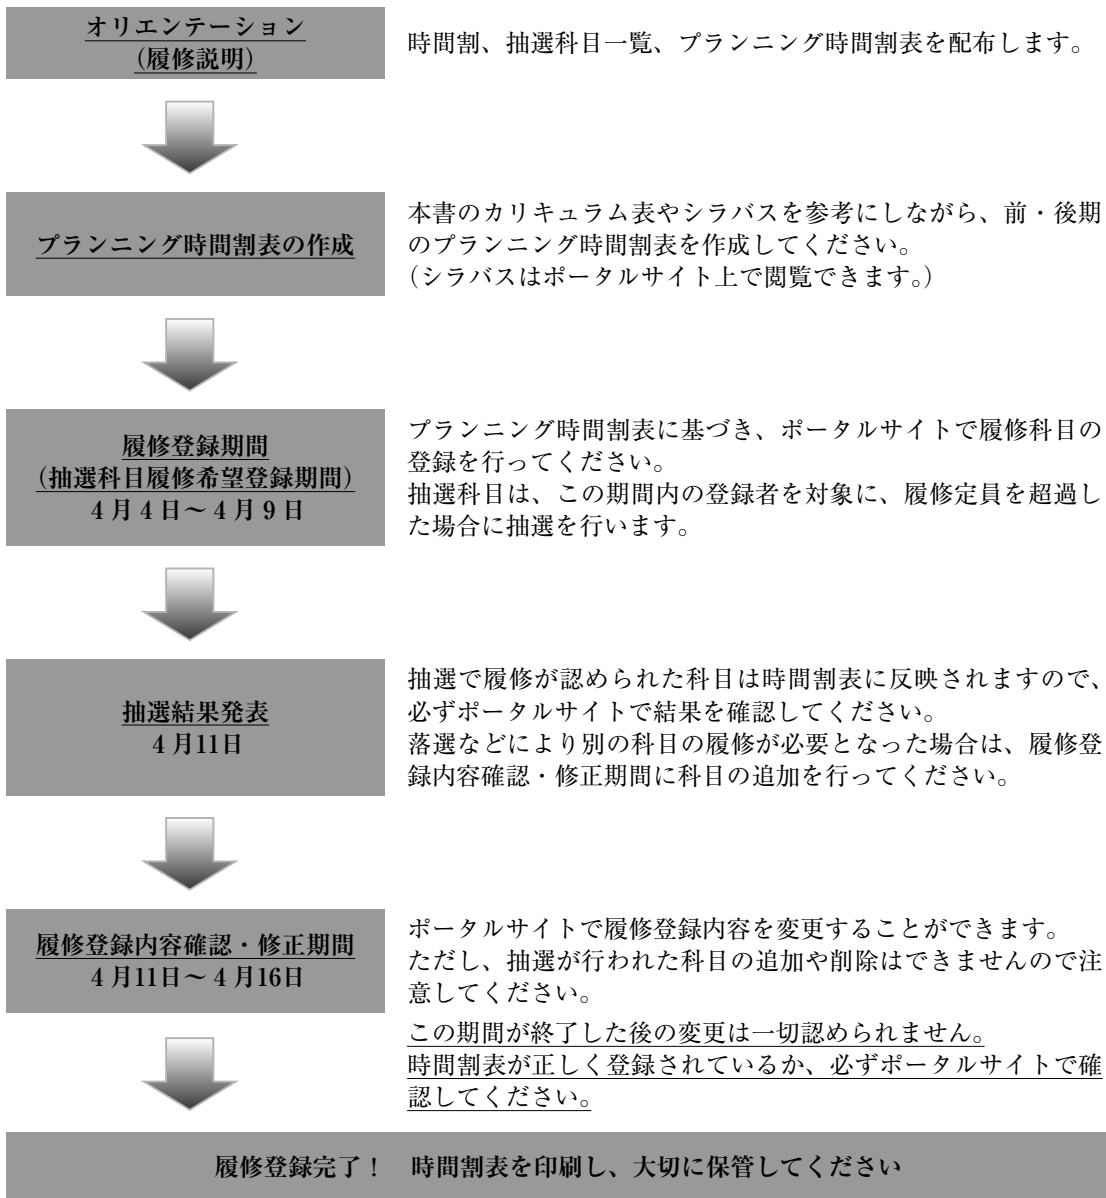 オリエンテーション
（履修説明）
時間割、抽選科目一覧、プランニング時間割表を配布します。
プランニング時間割表の作成
本書のカリキュラム表やシラバスを参考にしながら、前・後期
のプランニング時間割表を作成してください。
（シラバスはポータルサイト上で閲覧できます。）
履修登録期間
（抽選科目履修希望登録期間）
４月４日～４月９日
プランニング時間割表に基づき、ポータルサイトで履修科目の
登録を行ってください。
抽選科目は、この期間内の登録者を対象に、履修定員を超過し
た場合に抽選を行います。
抽選結果発表
４月11日
抽選で履修が認められた科目は時間割表に反映されますので、
必ずポータルサイトで結果を確認してください。
落選などにより別の科目の履修が必要となった場合は、履修登
録内容確認・修正期間に科目の追加を行ってください。
履修登録内容確認・修正期間
４月11日～４月16日
ポータルサイトで履修登録内容を変更することができます。
ただし、抽選が行われた科目の追加や削除はできませんので注
意してください。
この期間が終了した後の変更は一切認められません。
時間割表が正しく登録されているか、必ずポータルサイトで確
認してください。
履修登録完了！　時間割表を印刷し、大切に保管してください